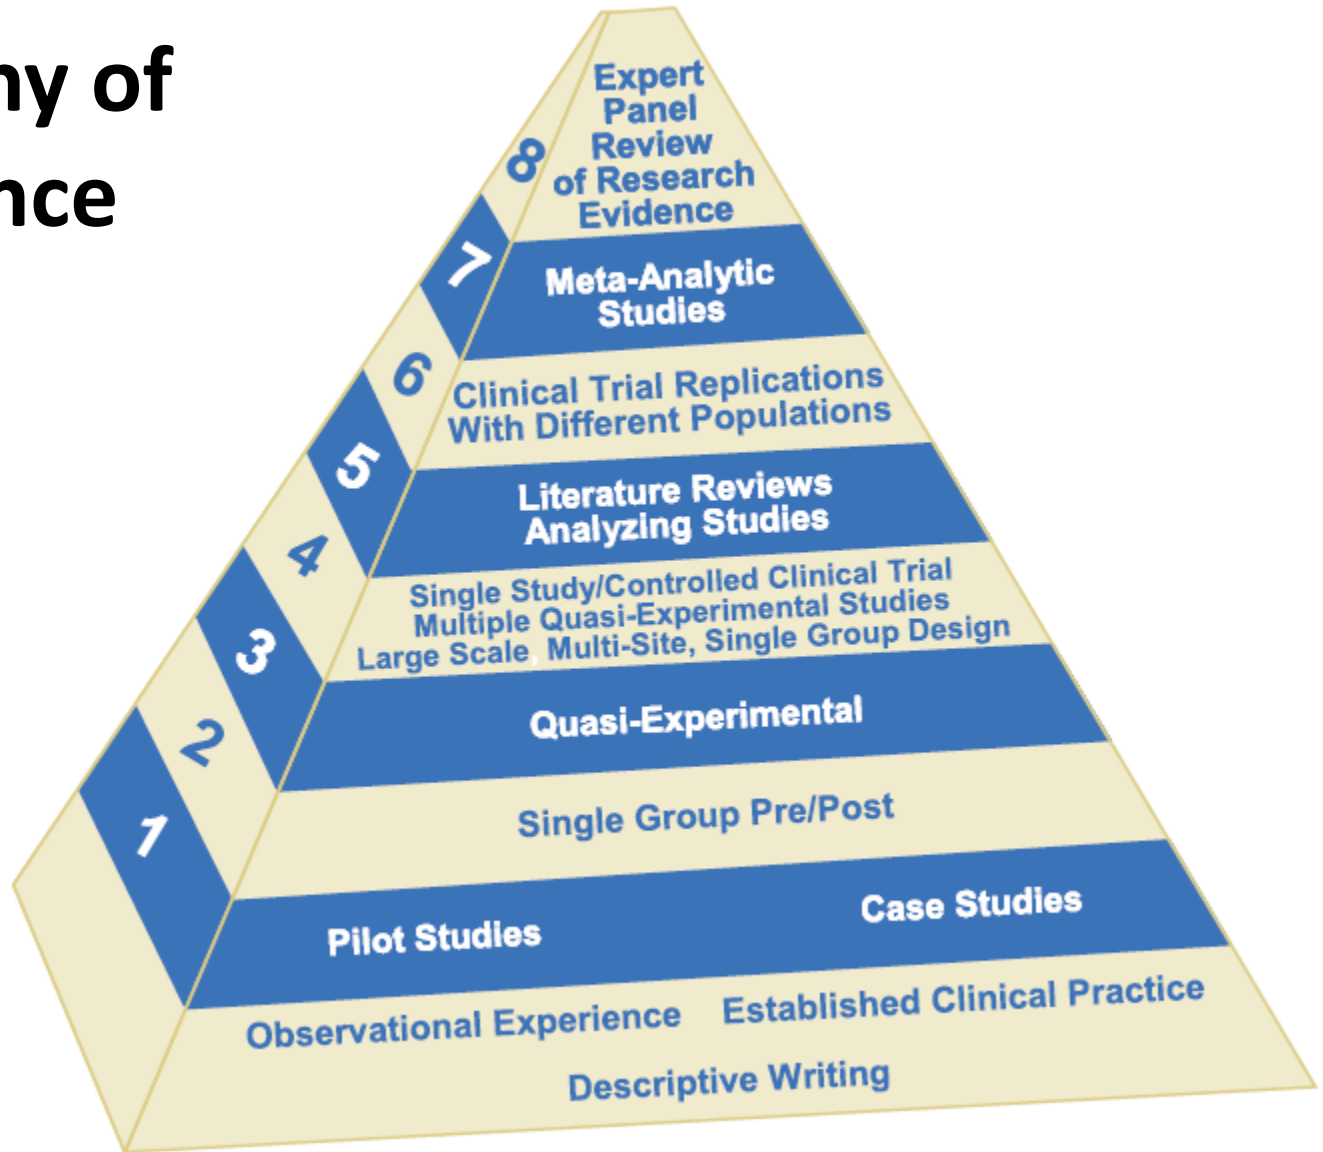 ny of
nce
8
Expert
Panel
Review
of Research
Evidence
7
Meta-Analytic
Studies
6
Clinical Trial Replications
With Different Populations
5
Literature Reviews
Analyzing Studies
4
Single Study/Controlled Clinical Trial
Multiple Quasi-Experimental Studies
Large Scale, Multi-Site, Single Group Design
3
Quasi-Experimental
2
Single Group Pre/Post
1
Pilot Studies
Case Studies
Observational Experience
Established Clinical Practice
Descriptive Writing